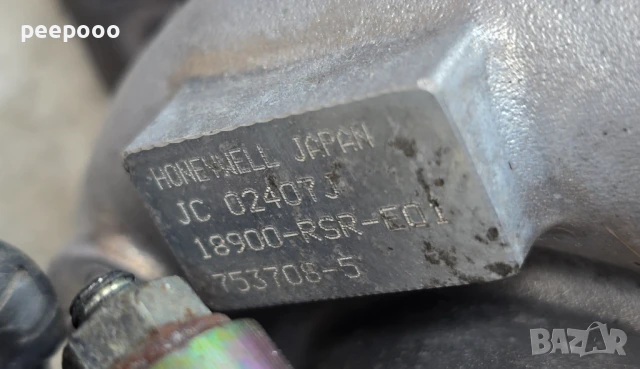 peepooo
HONEYWELL JAPAN
JC 02407J
18900-RSR-E01
753708-5
BAZAR